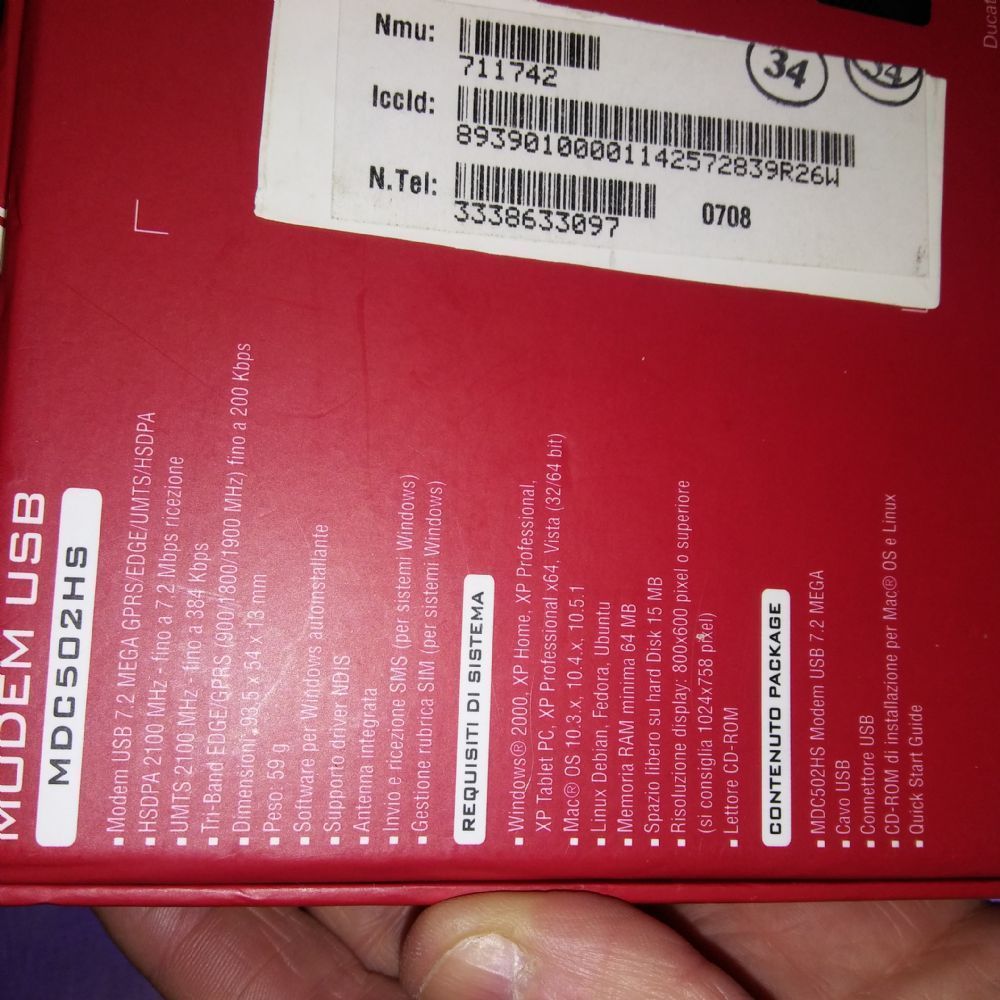 Nmu:
711742
IccId:
89390100001142572839R26W
N.Tel:
3338633097
0708
34
34
Ducat
MODEM USB
MDC502HS
▪ Modem USB 7.2 MEGA GPRS/EDGE/UMTS/HSDPA
▪ HSDPA 2100 MHz - fino a 7,2 Mbps ricezione
▪ UMTS 2100 MHz - fino a 384 Kbps
▪ Tri-Band EDGE/GPRS (900/1800/1900 MHz) fino a 200 Kbps
▪ Dimensioni: 93,5 x 54 x 13 mm
▪ Peso: 59 g
▪ Software per Windows autoinstallante
▪ Supporto driver NDIS
▪ Antenna integrata
▪ Invio e ricezione SMS (per sistemi Windows)
▪ Gestione rubrica SIM (per sistemi Windows)
REQUISITI DI SISTEMA
▪ Windows® 2000, XP Home, XP Professional,
XP Tablet PC, XP Professional x64, Vista (32/64 bit)
▪ Mac® OS 10.3.x, 10.4.x, 10.5.1
▪ Linux Debian, Fedora, Ubuntu
▪ Memoria RAM minima 64 MB
▪ Spazio libero su hard Disk 15 MB
▪ Risoluzione display: 800x600 pixel o superiore
(si consiglia 1024x758 pixel)
▪ Lettore CD-ROM
CONTENUTO PACKAGE
▪ MDC502HS Modem USB 7.2 MEGA
▪ Cavo USB
▪ Connettore USB
▪ CD-ROM di installazione per Mac® OS e Linux
▪ Quick Start Guide